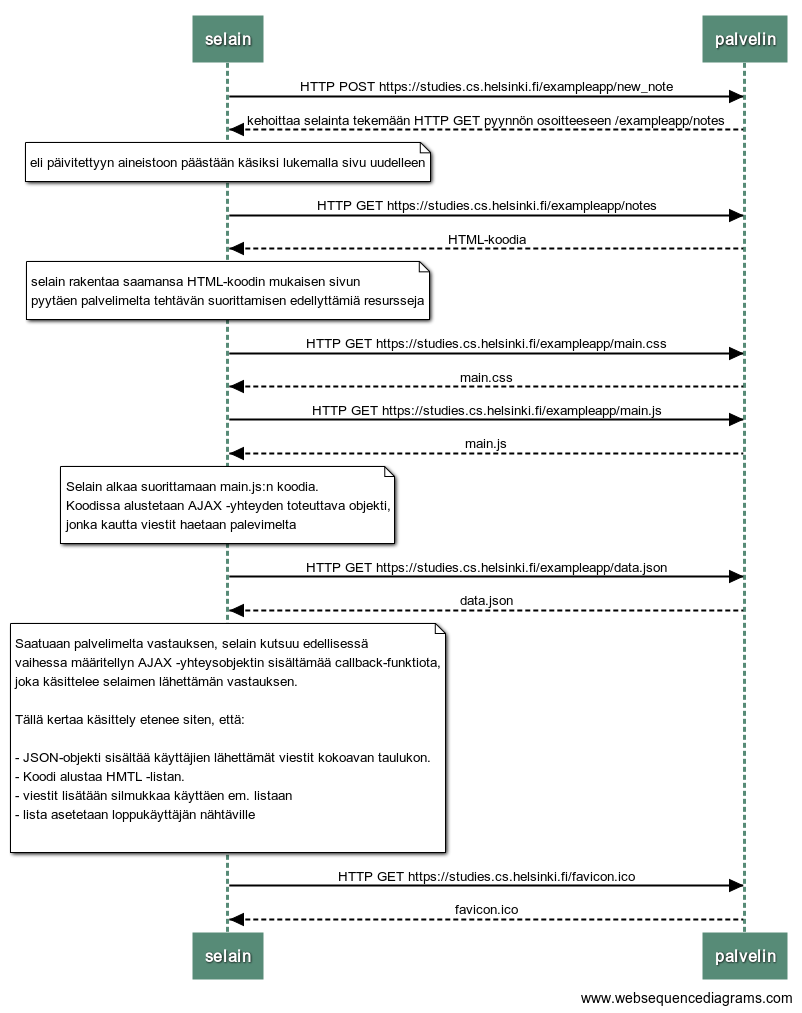 selain palvelin
HTTP POST https://studies.cs.helsinki.fi/exampleapp/new_note
kehoittaa selainta tekemään HTTP GET pyynnön osoitteeseen /exampleapp/notes
eli päivitettyyn aineistoon päästään käsiksi lukemalla sivu uudelleen
HTTP GET https://studies.cs.helsinki.fi/exampleapp/notes
HTML-koodia
selain rakentaa saamansa HTML-koodin mukaisen sivun
pyytäen palvelimelta tehtävän suorittamisen edellyttämiä resursseja
HTTP GET https://studies.cs.helsinki.fi/exampleapp/main.css
main.css
HTTP GET https://studies.cs.helsinki.fi/exampleapp/main.js
main.js
Selain alkaa suorittamaan main.js:n koodia.
Koodissa alustetaan AJAX -yhteyden toteuttava objekti,
jonka kautta viestit haetaan palevimelta
HTTP GET https://studies.cs.helsinki.fi/exampleapp/data.json
data.json
Saatuaan palvelimelta vastauksen, selain kutsuu edellisessä
vaihessa määritellyn AJAX -yhteysobjektin sisältämää callback-funktiota,
joka käsittelee selaimen lähettämän vastauksen.
Tällä kertaa käsittely etenee siten, että:
- JSON-objekti sisältää käyttäjien lähettämät viestit kokoavan taulukon.
- Koodi alustaa HMTL -listan.
- viestit lisätään silmukkaa käyttäen em. listaan
- lista asetetaan loppukäyttäjän nähtäville
HTTP GET https://studies.cs.helsinki.fi/favicon.ico
favicon.ico
selain palvelin
www.websequencediagrams.com